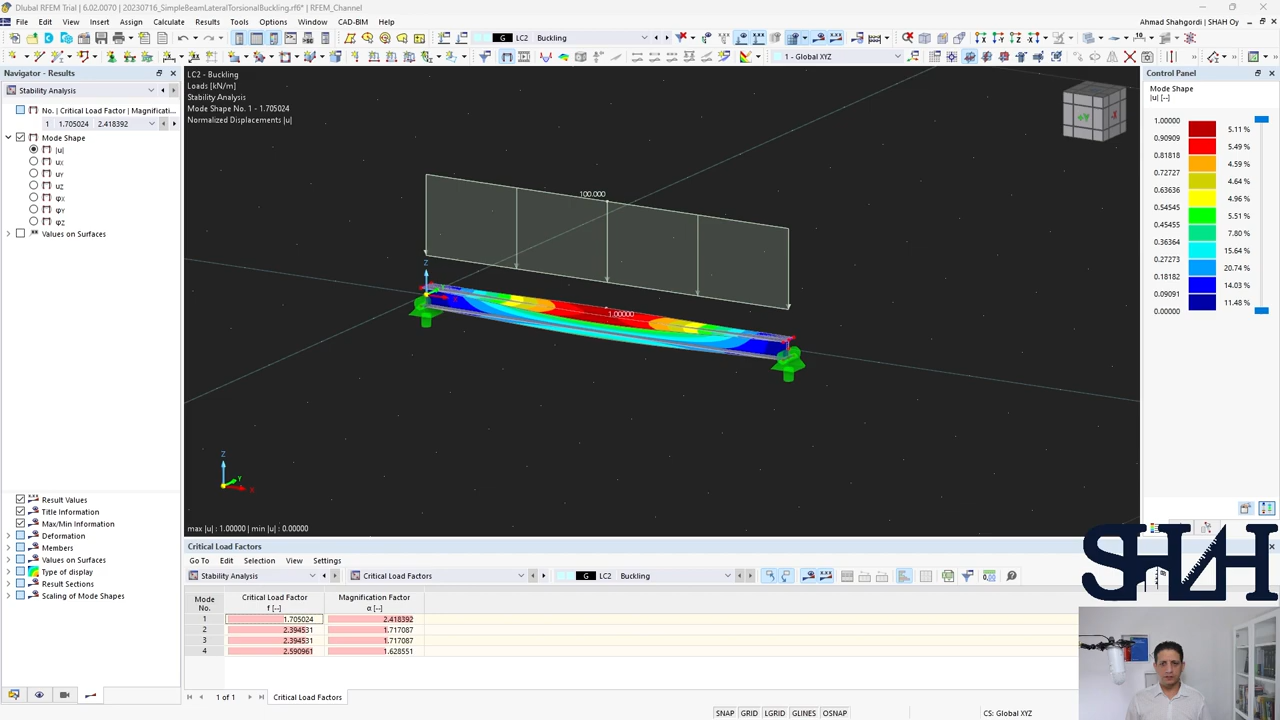 Dlubal RFEM Trial | 6.02.0070 | 20230716_SimpleBeamLateralTorsionalBuckling.rf6* | RFEM_Channel
File Edit View Insert Assign Calculate Results Tools Options Window CAD-BIM Help
Ahmad Shahgordi | SHAH Oy
G LC2 Buckling
1 - Global XYZ
Navigator - Results
Stability Analysis
No. | Critical Load Factor | Magnificati...
1 1.705024 2.418392
Mode Shape
|u|
uX
uY
uZ
φX
φY
φZ
Values on Surfaces
Result Values
Title Information
Max/Min Information
Deformation
Members
Values on Surfaces
Type of display
Result Sections
Scaling of Mode Shapes
LC2 - Buckling
Loads [kN/m]
Stability Analysis
Mode Shape No. 1 - 1.705024
Normalized Displacements |u|
100.000
1.00000
Z
X
Z
Y
X
+Y
-X
max |u| : 1.00000 | min |u| : 0.00000
Control Panel
Mode Shape
|u| [--]
1.00000
0.90909
0.81818
0.72727
0.63636
0.54545
0.45455
0.36364
0.27273
0.18182
0.09091
0.00000
5.11 %
5.49 %
4.59 %
4.64 %
4.96 %
5.51 %
7.80 %
15.64 %
20.74 %
14.03 %
11.48 %
Critical Load Factors
Go To Edit Selection View Settings
Stability Analysis Critical Load Factors G LC2 Buckling
Mode No. Critical Load Factor f [--] Magnification Factor α [--]
1 1.705024 2.418392
2 2.394531 1.717087
3 2.394531 1.717087
4 2.590961 1.628551
1 of 1 Critical Load Factors
SNAP GRID LGRID GLINES OSNAP CS: Global XYZ
SHAH